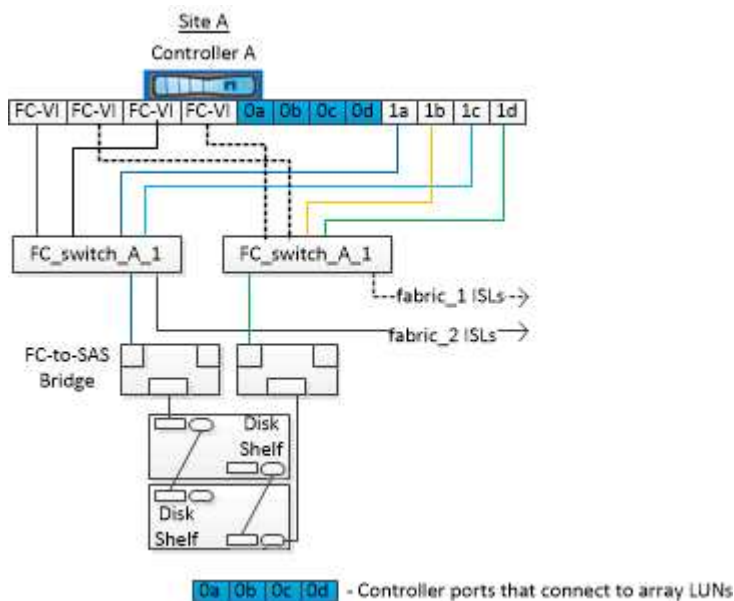 Site A
Controller A
FC-VI FC-VI FC-VI FC-VI 0a 0b 0c 0d 1a 1b 1c 1d
FC_switch_A_1 FC_switch_A_1
fabric_1 ISLs
fabric_2 ISLs
FC-to-SAS
Bridge
Disk
Shelf
Disk
Shelf
0a 0b 0c 0d - Controller ports that connect to array LUNs